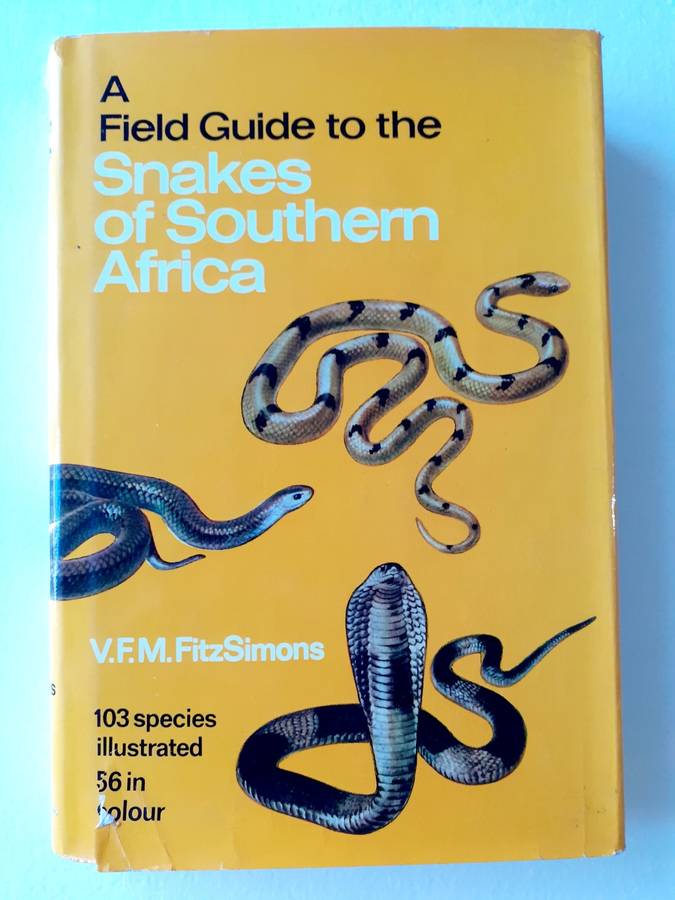 A
Field Guide to the
Snakes
of Southern
Africa
V.F.M.FitzSimons
103 species
illustrated
56 in
colour
s